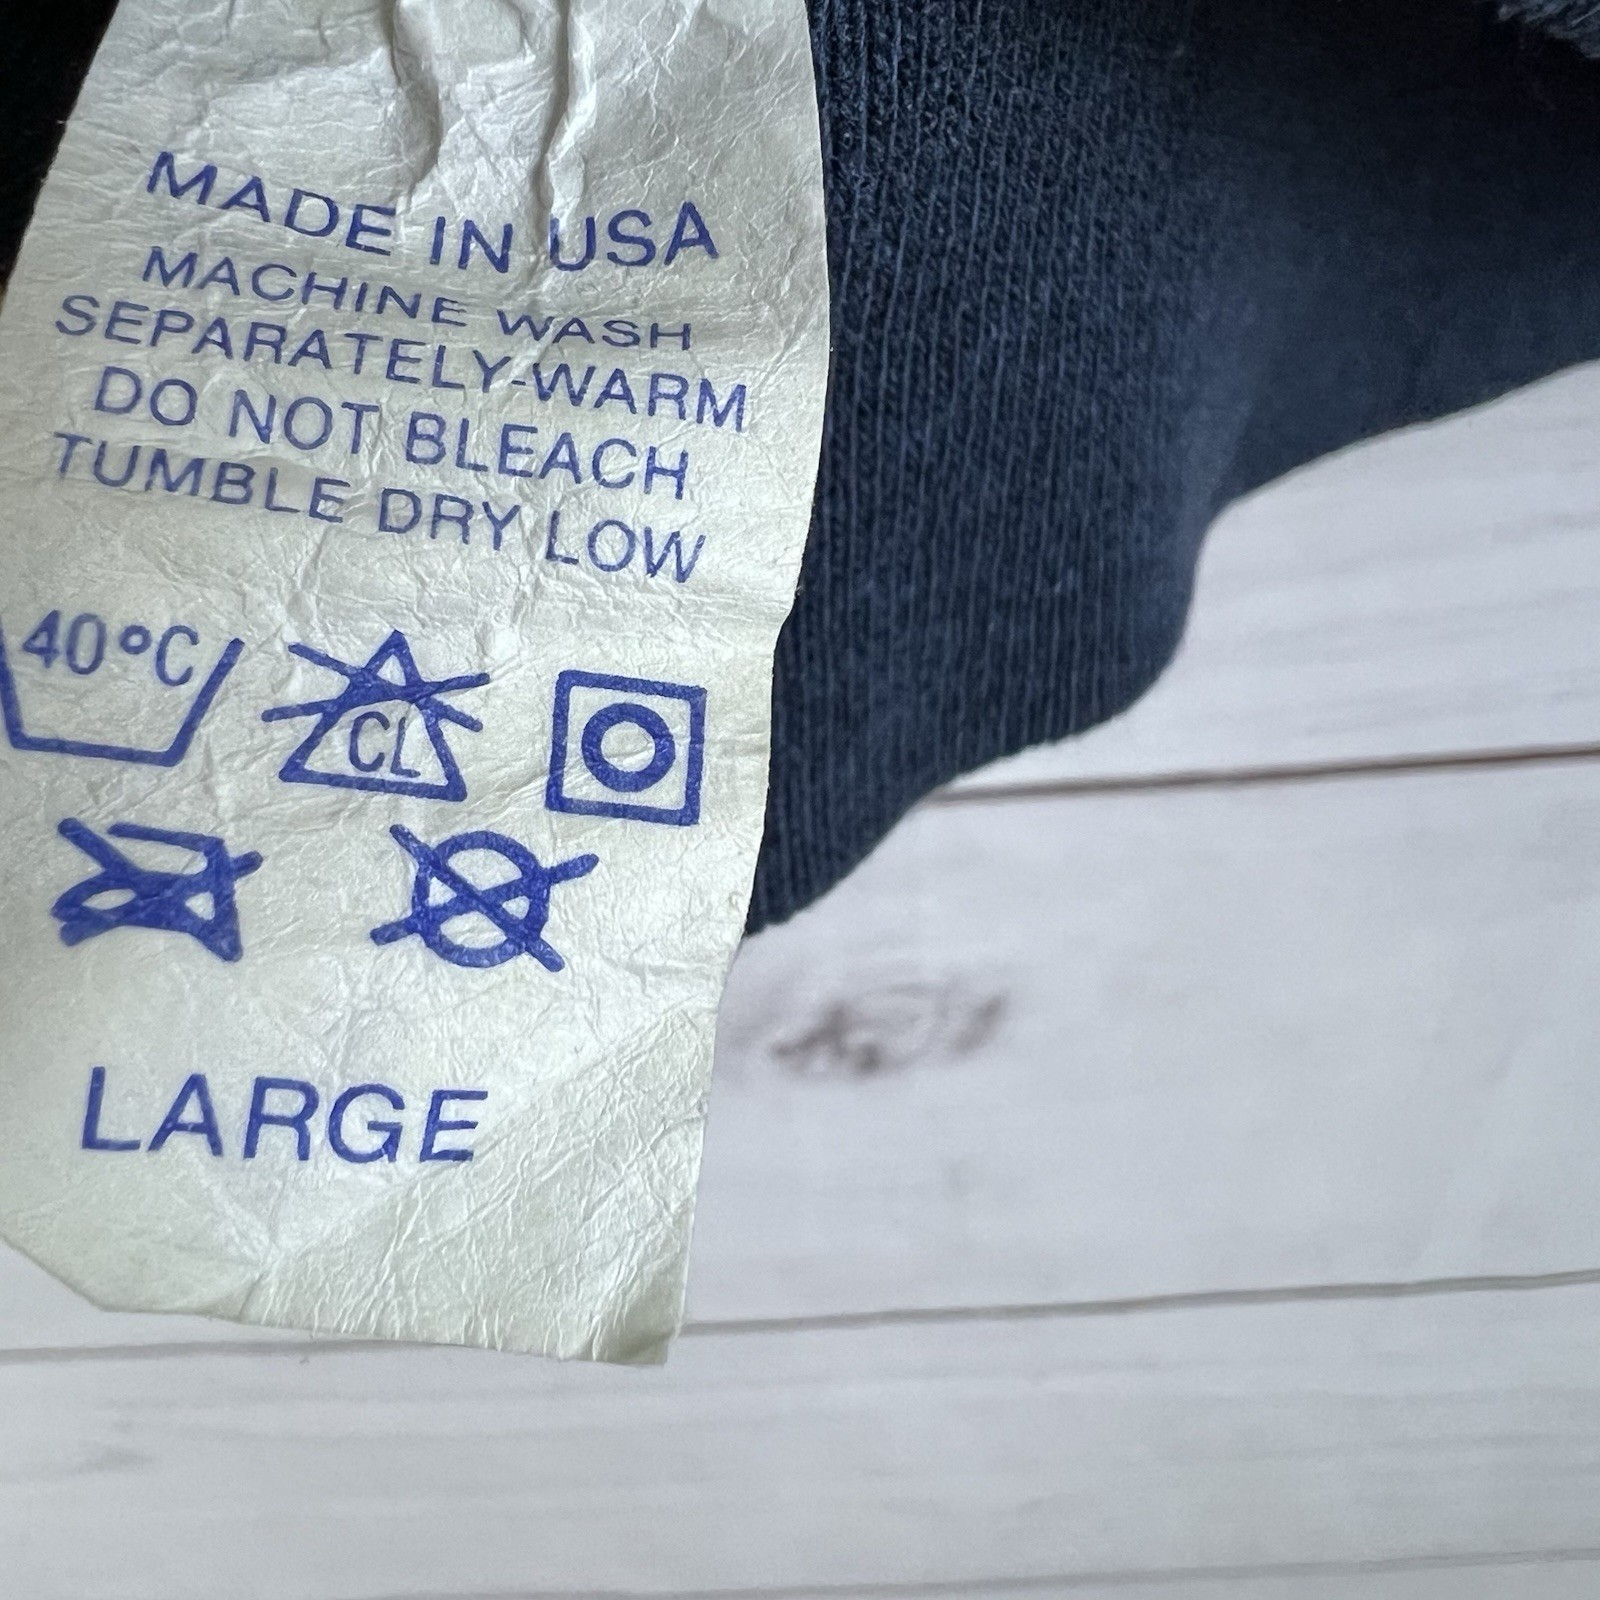 MADE IN USA
MACHINE WASH
SEPARATELY-WARM
DO NOT BLEACH
TUMBLE DRY LOW
40°C
CL
LARGE